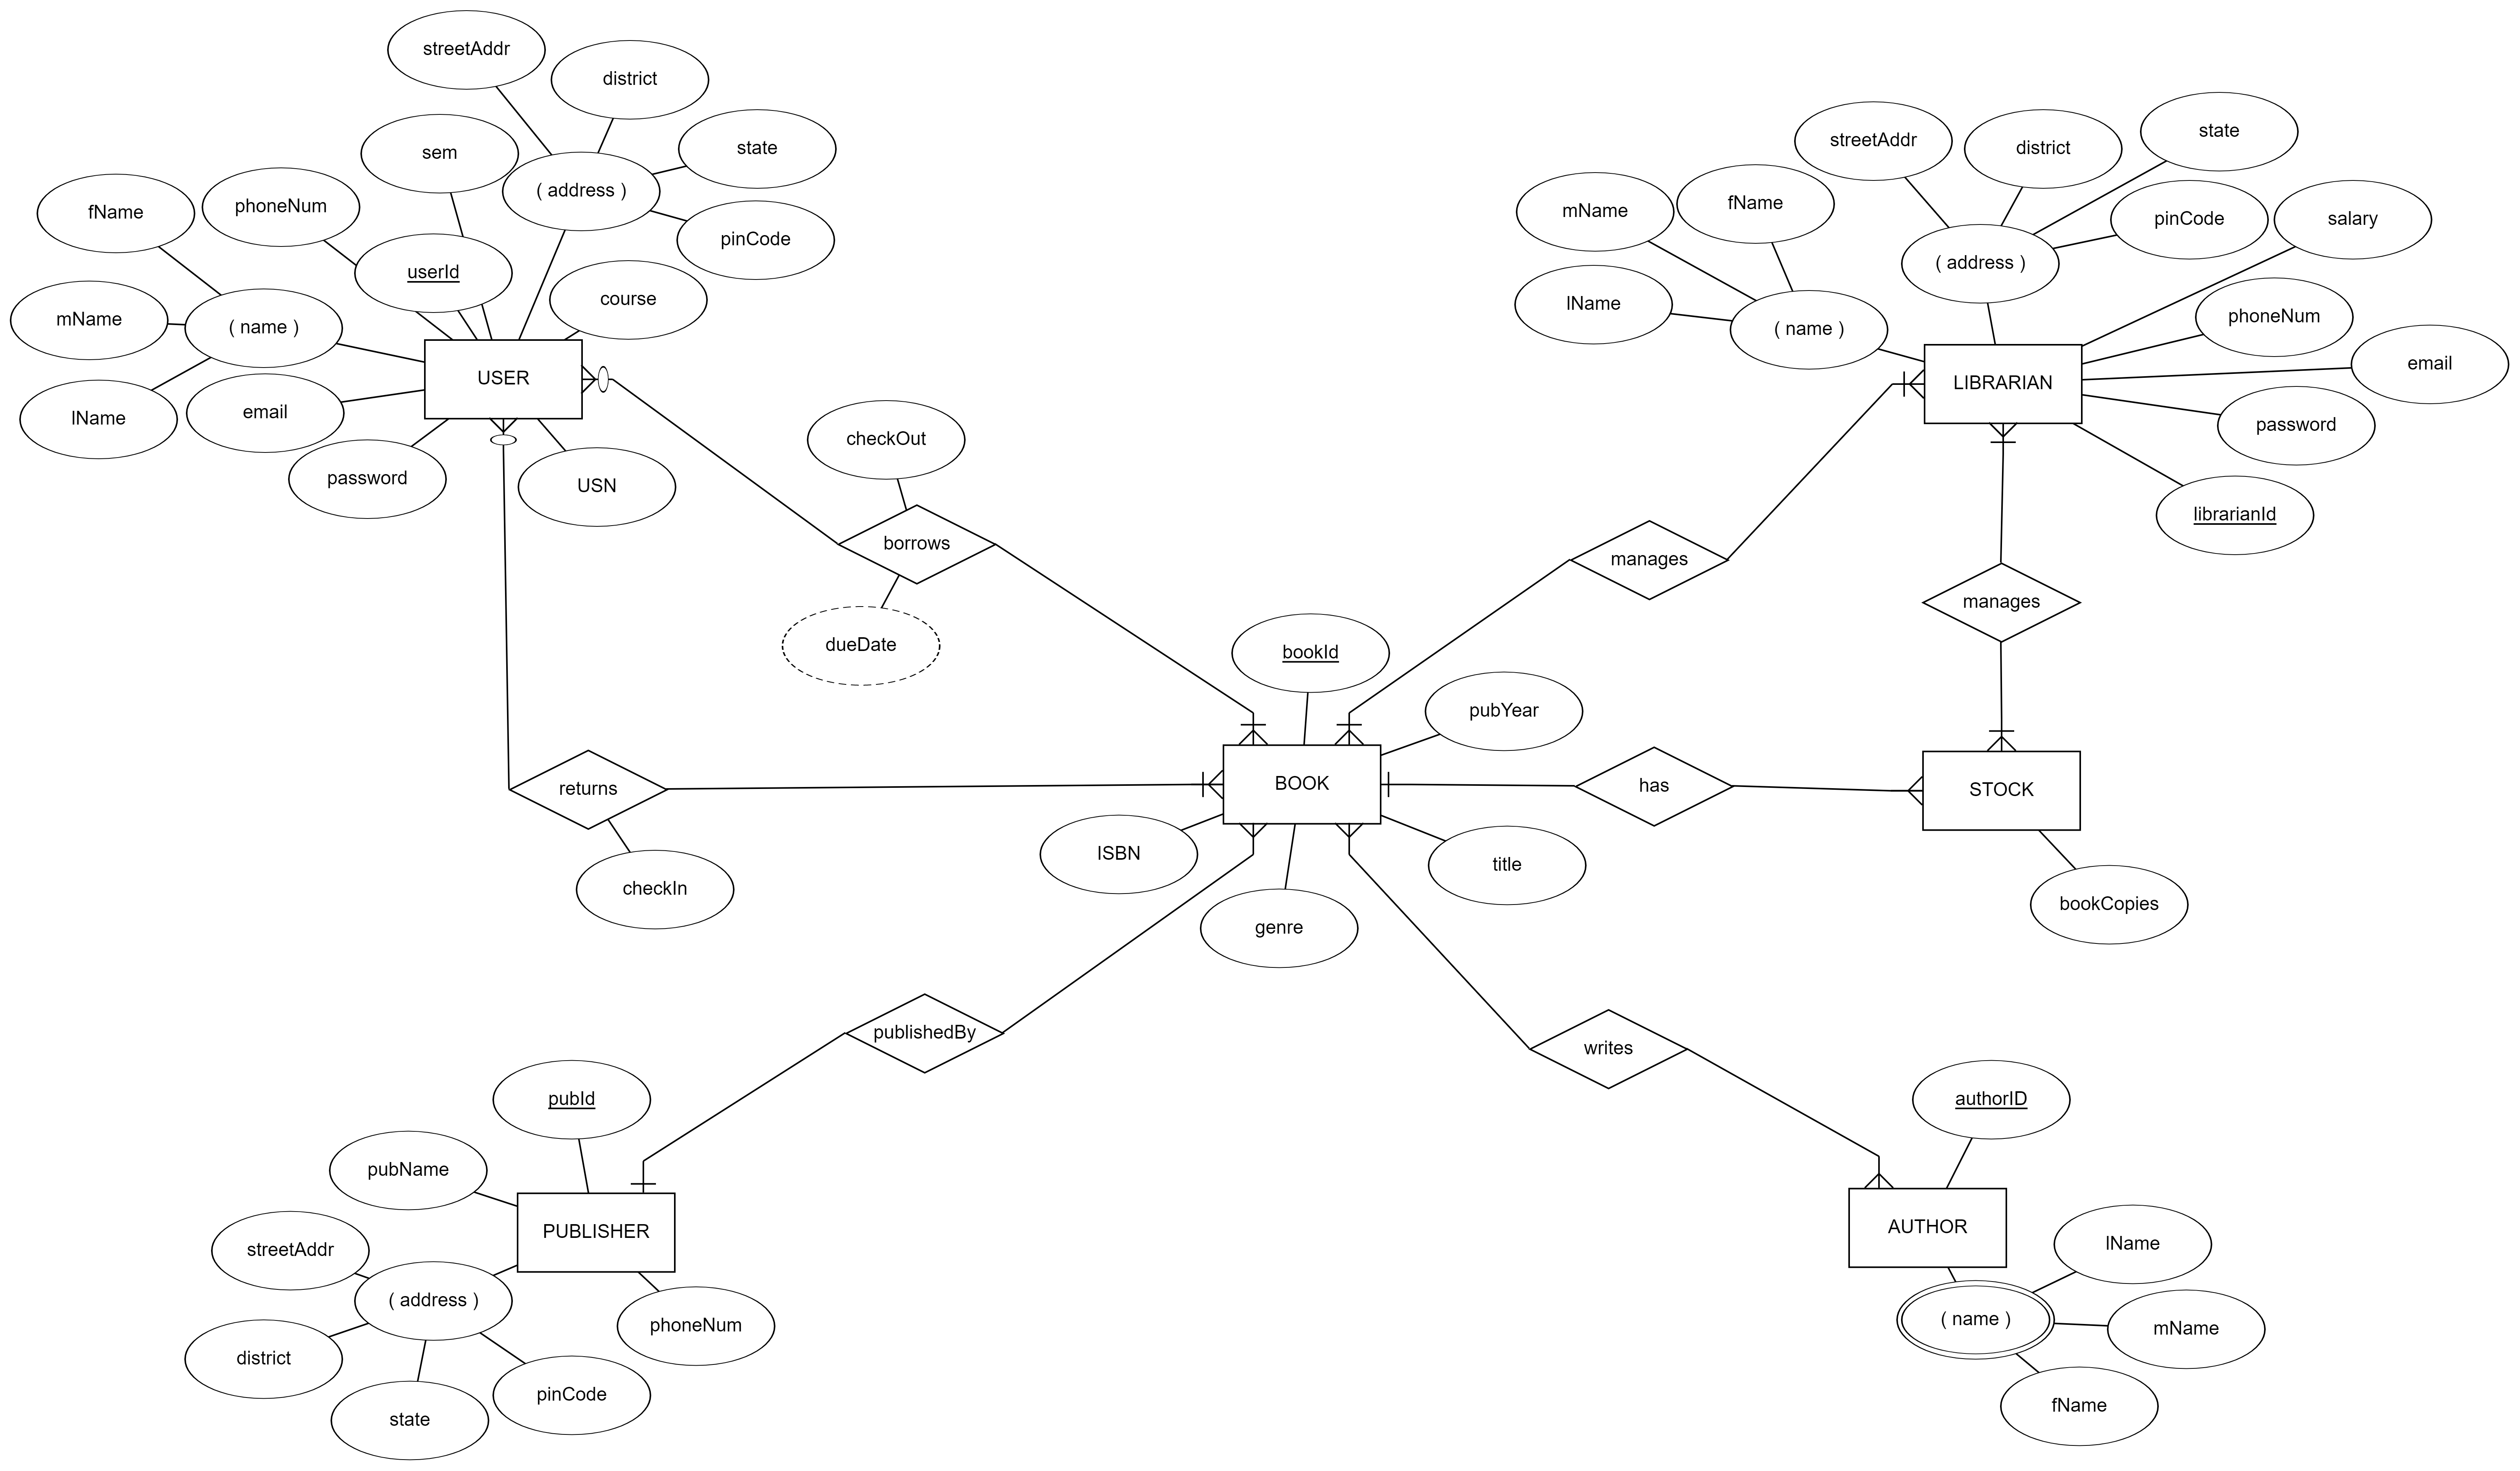 streetAddr
district
state
sem
( address )
pinCode
fName
phoneNum
userId
course
mName
( name )
lName
email
password
USER
USN
checkOut
borrows
dueDate
returns
checkIn
streetAddr
district
state
mName
fName
pinCode
salary
( address )
lName
( name )
phoneNum
email
LIBRARIAN
password
librarianId
manages
manages
bookId
pubYear
BOOK
has
STOCK
ISBN
title
genre
bookCopies
publishedBy
writes
pubId
pubName
PUBLISHER
streetAddr
( address )
phoneNum
district
state
pinCode
authorID
AUTHOR
lName
( name )
mName
fName